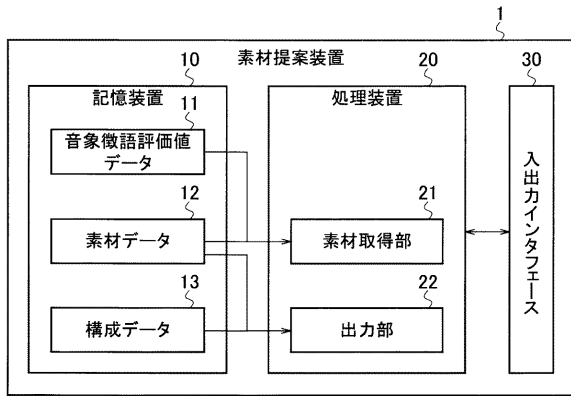 1
素材提案装置
10
記憶装置
11
音象徴語評価値
データ
12
素材データ
13
構成データ
20
処理装置
21
素材取得部
22
出力部
30
入出力インタフェース